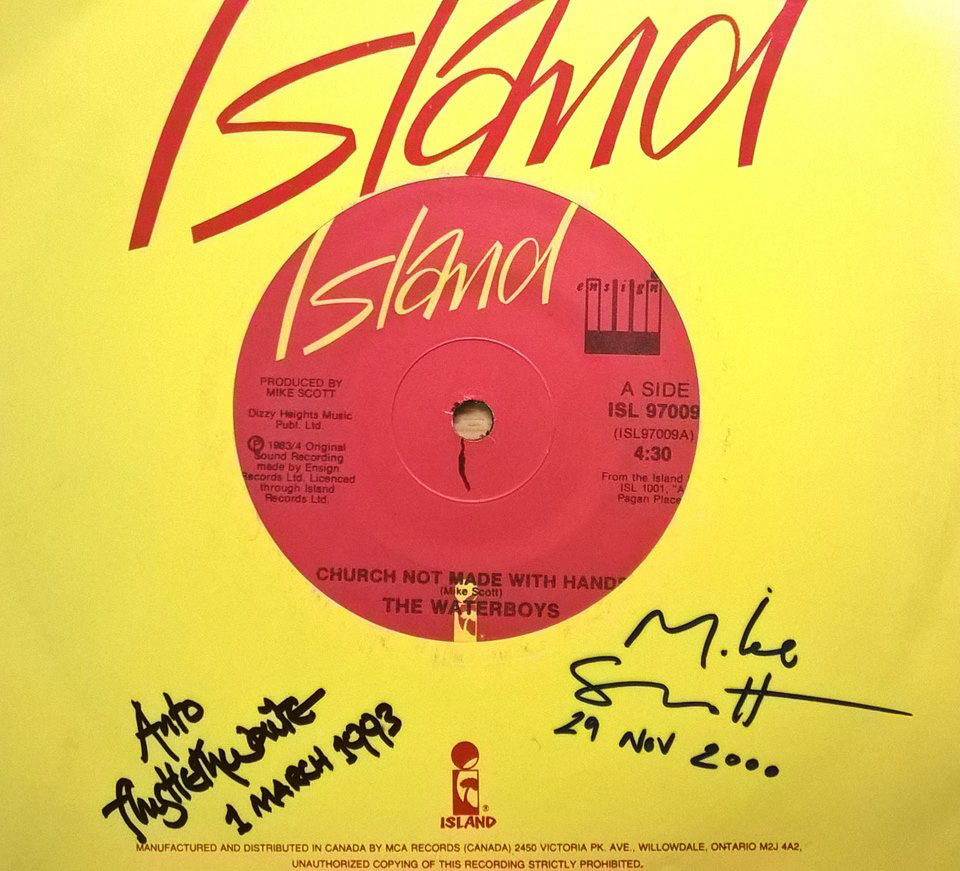 Island
Island
ensign
PRODUCED BY
MIKE SCOTT
Dizzy Heights Music
Publ. Ltd.
Ⓟ 1983/4 Original
Sound Recording
made by Ensign
Records Ltd. Licenced
through Island
Records Ltd.
A SIDE
ISL 97009
(ISL97009A)
4:30
From the Island
ISL 1001, "A
Pagan Place
CHURCH NOT MADE WITH HANDS
(Mike Scott)
THE WATERBOYS
Mike
Scott
29 NOV 2000
Anto
Thistlethwaite
1 MARCH 1993
®
ISLAND
MANUFACTURED AND DISTRIBUTED IN CANADA BY MCA RECORDS (CANADA) 2450 VICTORIA PK. AVE., WILLOWDALE, ONTARIO M2J 4A2,
UNAUTHORIZED COPYING OF THIS RECORDING STRICTLY PROHIBITED.